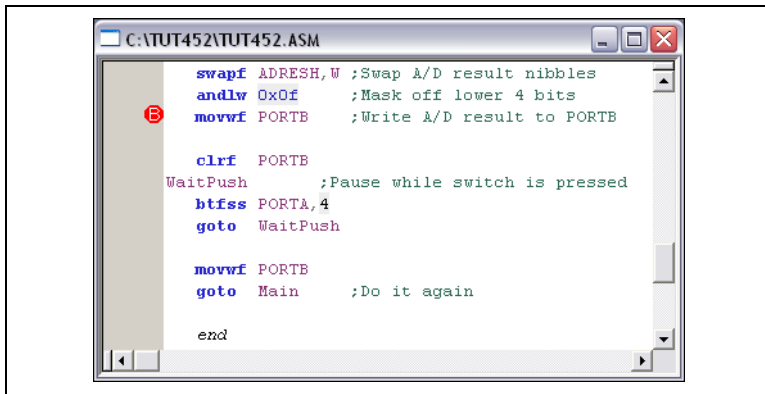 C:\TUT452\TUT452.ASM
swapf ADRESH,W ;Swap A/D result nibbles
andlw 0x0f ;Mask off lower 4 bits
B movwf PORTB ;Write A/D result to PORTB
clrf PORTB
WaitPush ;Pause while switch is pressed
btfss PORTA,4
goto WaitPush
movwf PORTB
goto Main ;Do it again
end